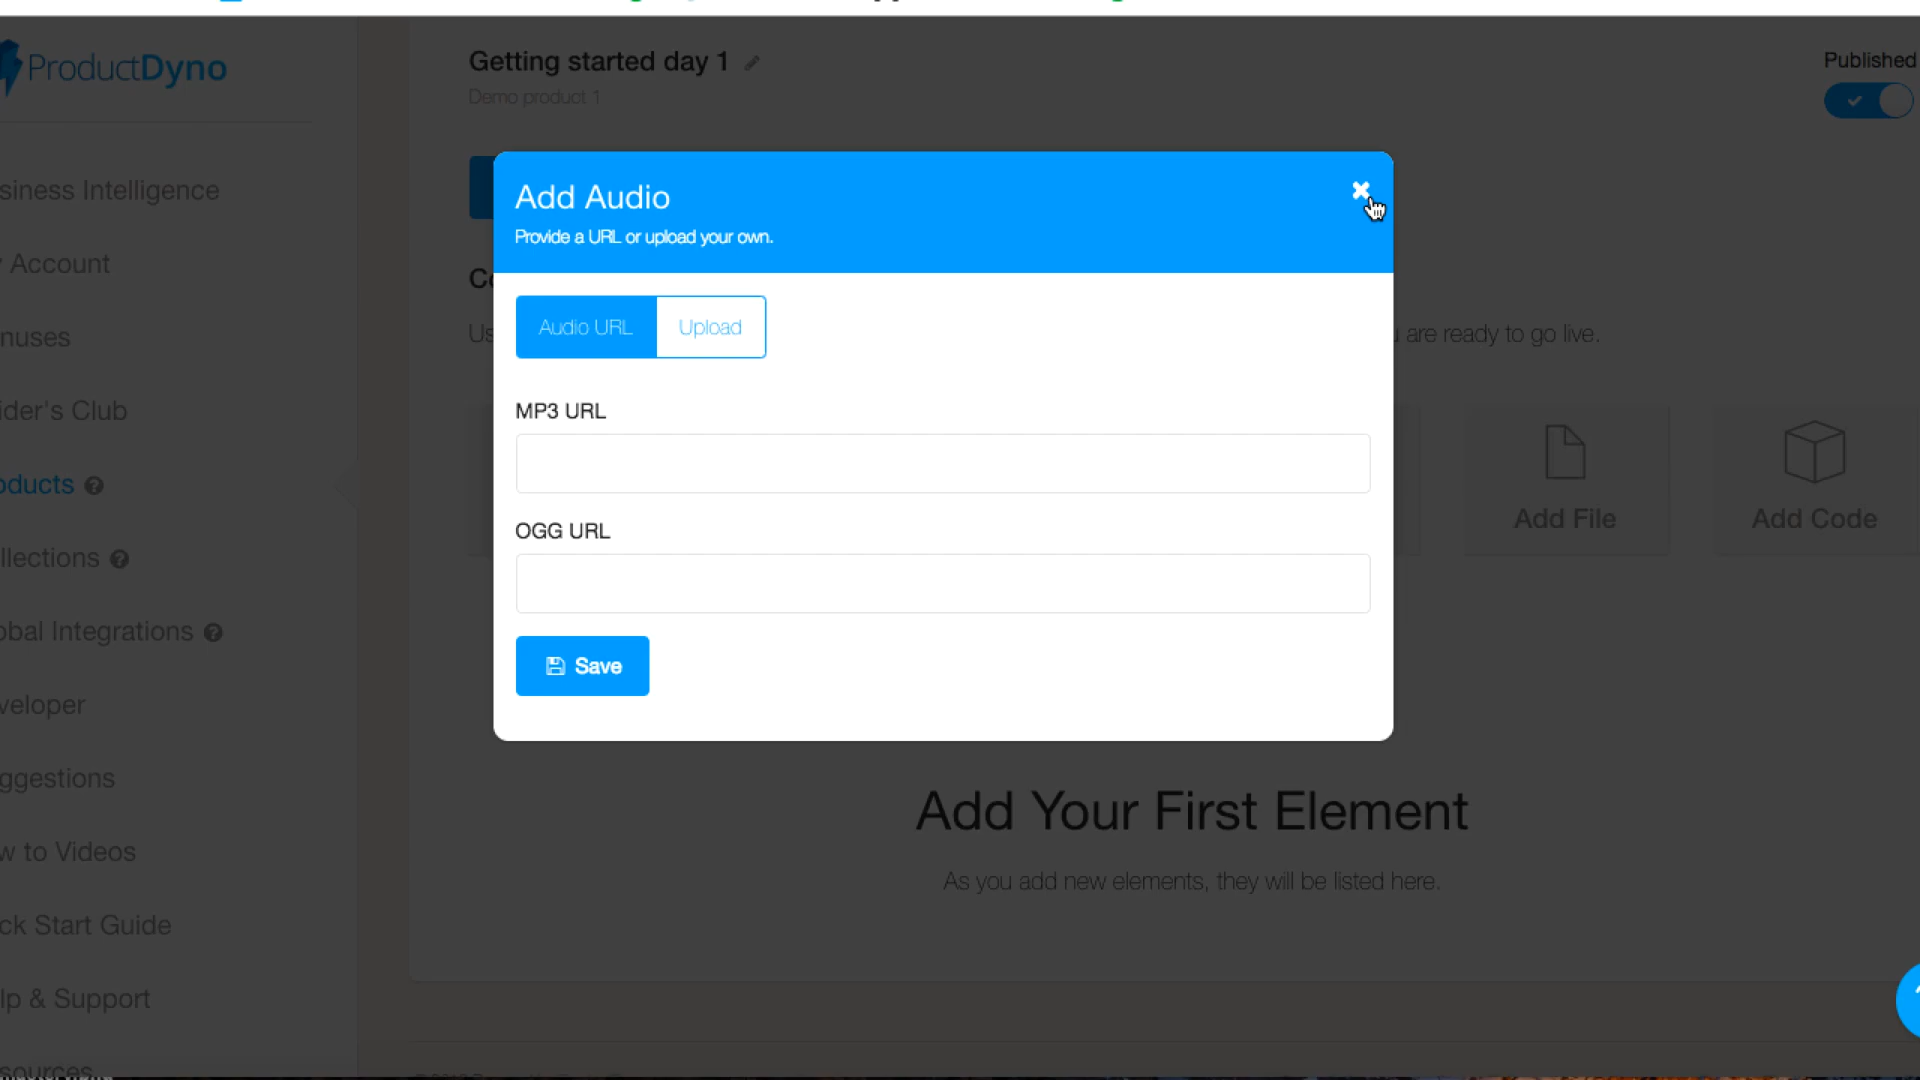 ProductDyno
Getting started day 1
Demo product 1
Published
siness Intelligence
Account
nuses
ider's Club
oducts
llections
obal Integrations
veloper
ggestions
w to Videos
ck Start Guide
lp & Support
sources
Add Audio
Provide a URL or upload your own.
Audio URL
Upload
MP3 URL
OGG URL
Save
Co
Us
are ready to go live.
Add File
Add Code
Add Your First Element
As you add new elements, they will be listed here.